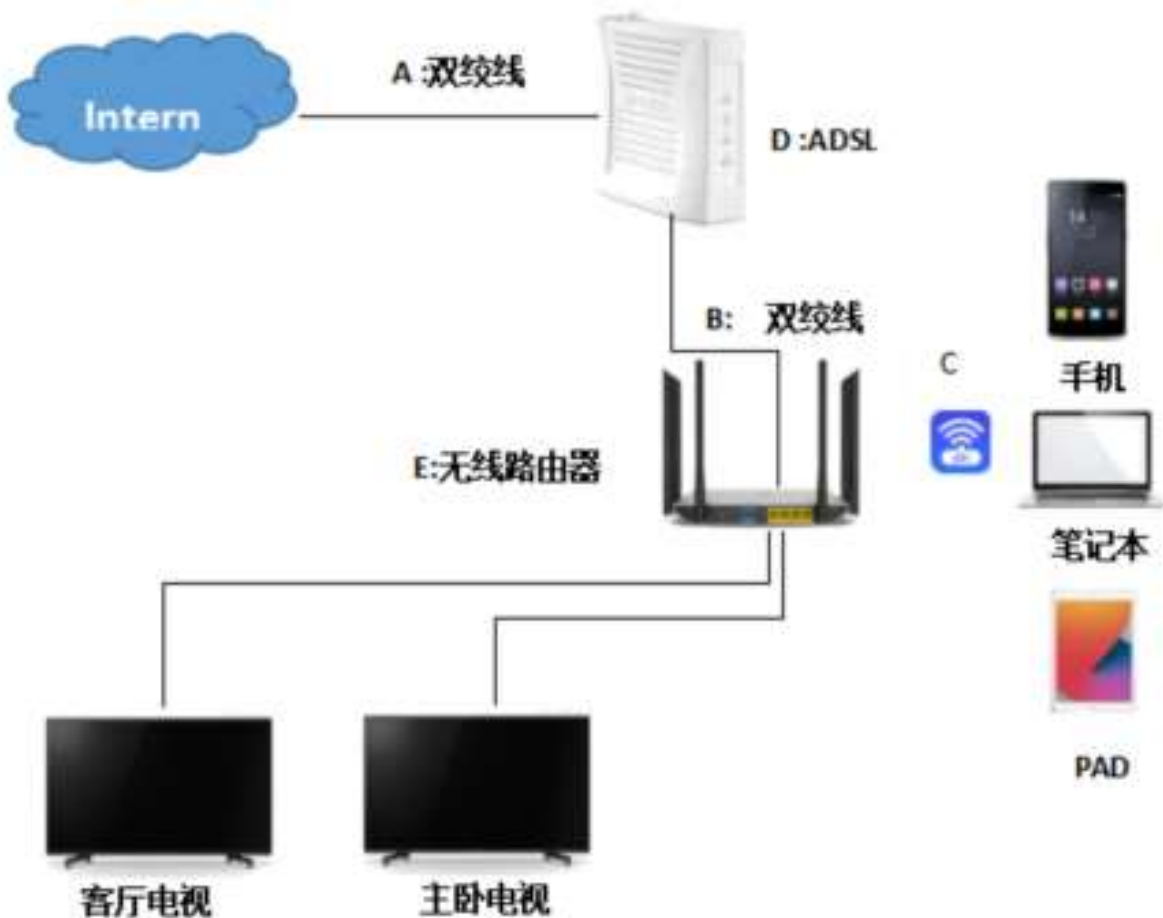 Intern
A :双绞线
D :ADSL
B: 双绞线
C
手机
E:无线路由器
笔记本
PAD
客厅电视
主卧电视